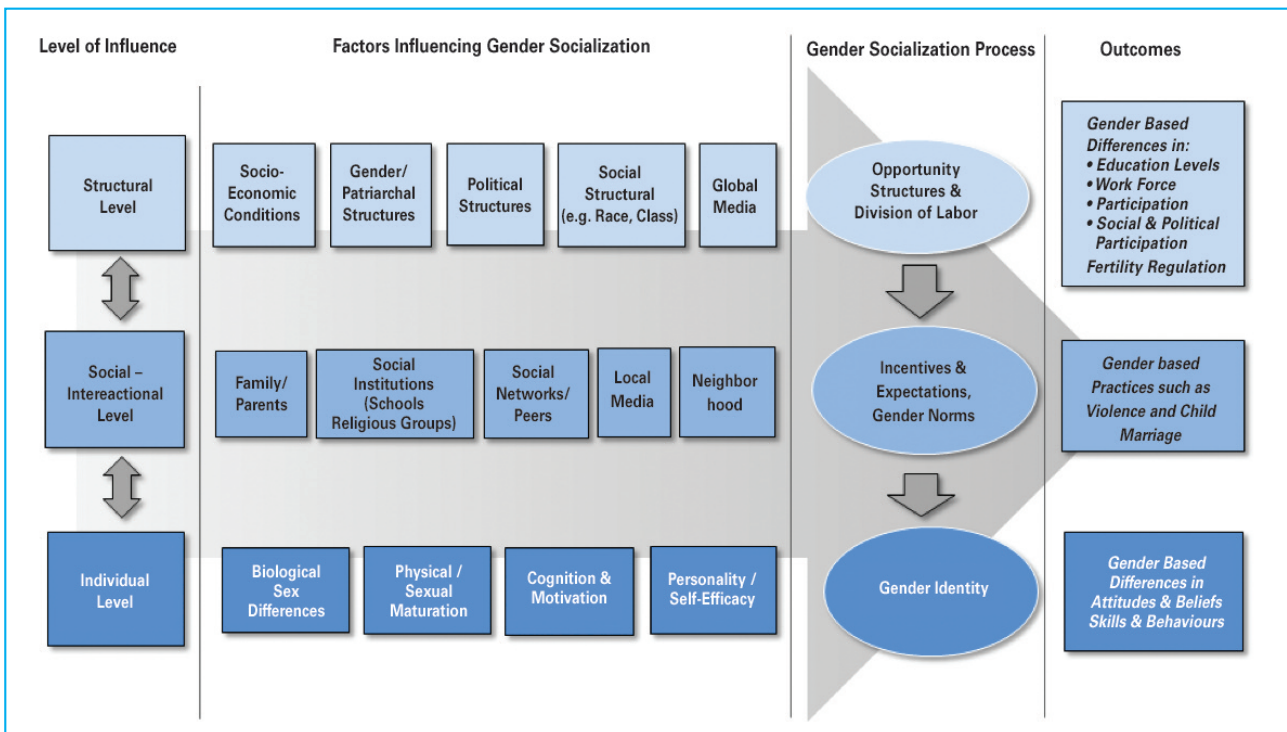 Level of Influence
Factors Influencing Gender Socialization
Gender Socialization Process
Outcomes
Structural
Level
Socio-
Economic
Conditions
Gender/
Patriarchal
Structures
Political
Structures
Social
Structural
(e.g. Race, Class)
Global
Media
Opportunity
Structures &
Division of Labor
Gender Based
Differences in:
• Education Levels
• Work Force
• Participation
• Social & Political
Participation
Fertility Regulation
Social –
Intereactional
Level
Family/
Parents
Social
Institutions
(Schools
Religious Groups)
Social
Networks/
Peers
Local
Media
Neighbor
hood
Incentives &
Expectations,
Gender Norms
Gender based
Practices such as
Violence and Child
Marriage
Individual
Level
Biological
Sex
Differences
Physical /
Sexual
Maturation
Cognition &
Motivation
Personality /
Self-Efficacy
Gender Identity
Gender Based
Differences in
Attitudes & Beliefs
Skills & Behaviours